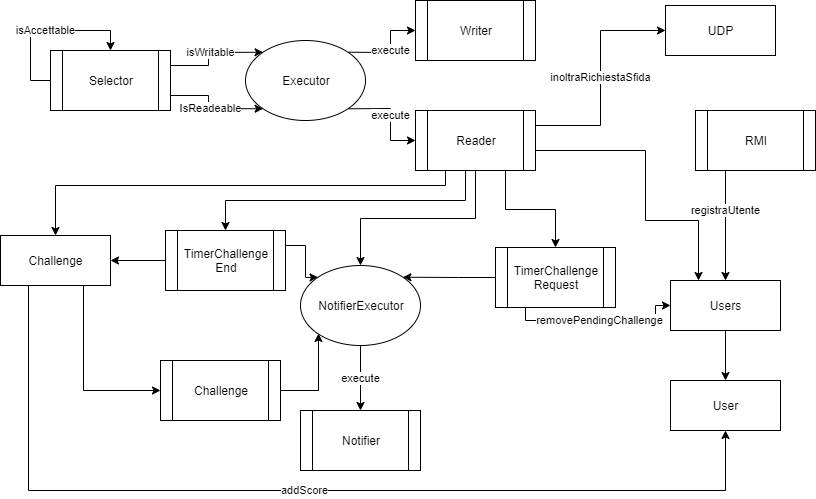 isAccettable
Selector
isWritable
IsReadeable
Executor
execute
execute
Writer
UDP
inoltraRichiestaSfida
Reader
RMI
registraUtente
Challenge
TimerChallenge
End
NotifierExecutor
TimerChallenge
Request
removePendingChallenge
Users
Challenge
execute
User
Notifier
addScore